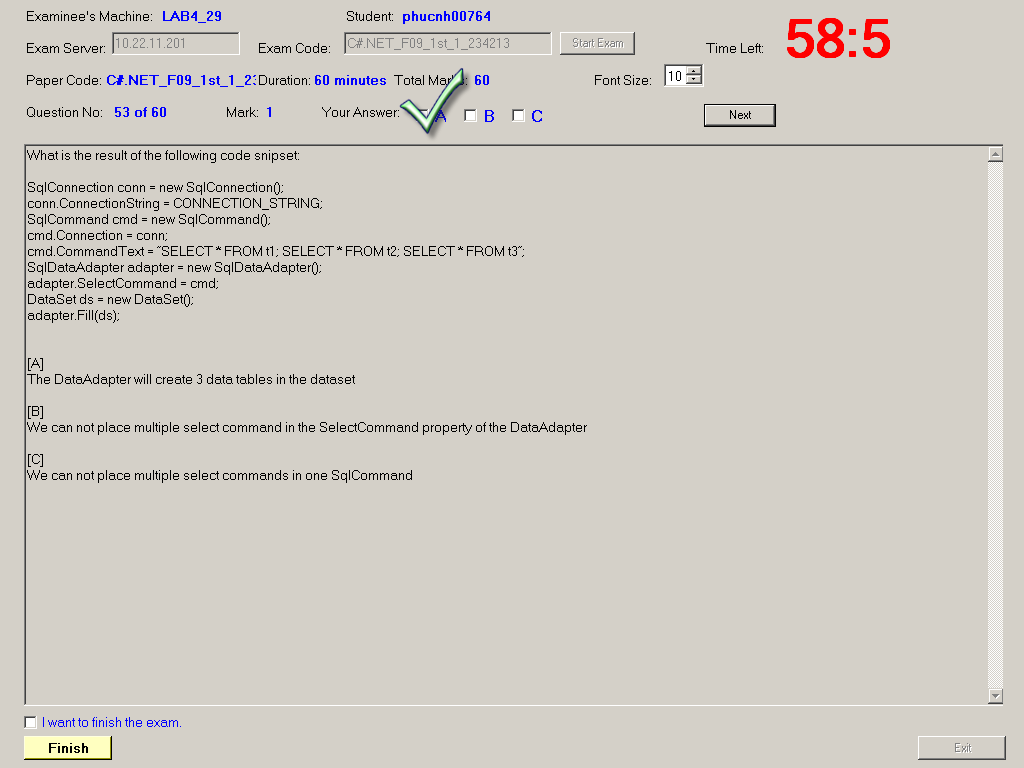 Examinee's Machine: LAB4_29 Student: phucnh00764
58:5
Exam Server: 10.22.11.201 Exam Code: C#.NET_F09_1st_1_234213 Start Exam Time Left:
Paper Code: C#.NET_F09_1st_1_23 Duration: 60 minutes Total Marks: 60 Font Size: 10
Question No: 53 of 60 Mark: 1 Your Answer: A B C Next
What is the result of the following code snipset:
SqlConnection conn = new SqlConnection();
conn.ConnectionString = CONNECTION_STRING;
SqlCommand cmd = new SqlCommand();
cmd.Connection = conn;
cmd.CommandText = "SELECT * FROM t1; SELECT * FROM t2; SELECT * FROM t3";
SqlDataAdapter adapter = new SqlDataAdapter();
adapter.SelectCommand = cmd;
DataSet ds = new DataSet();
adapter.Fill(ds);
[A]
The DataAdapter will create 3 data tables in the dataset
[B]
We can not place multiple select command in the SelectCommand property of the DataAdapter
[C]
We can not place multiple select commands in one SqlCommand
I want to finish the exam.
Finish Exit